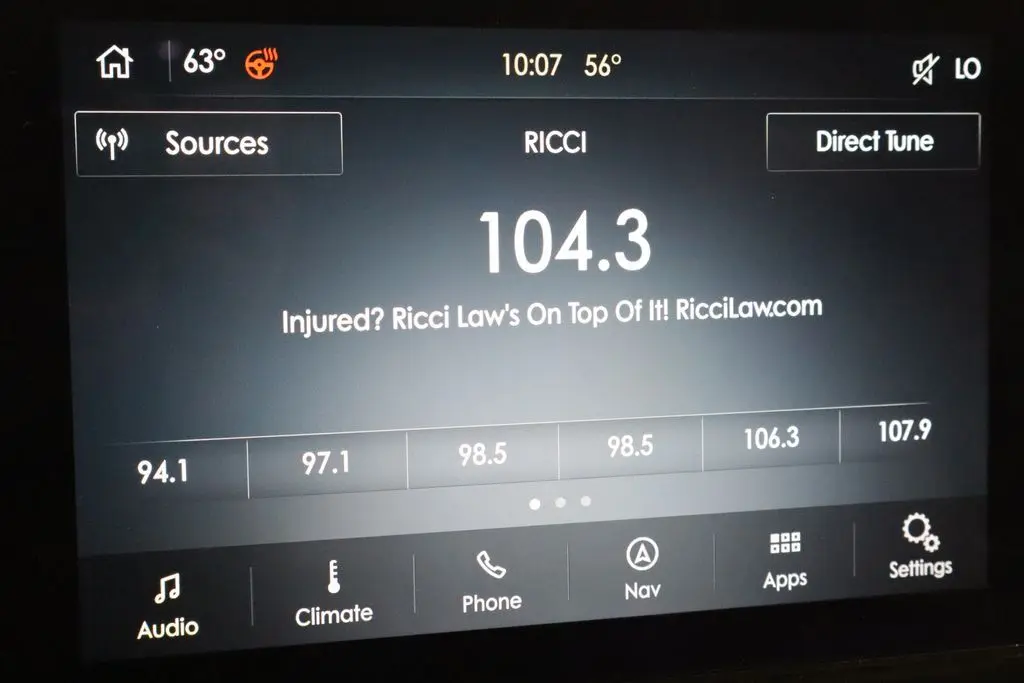 63° 10:07 56° LO
Sources RICCI Direct Tune
104.3
Injured? Ricci Law's On Top Of It! RicciLaw.com
94.1 97.1 98.5 98.5 106.3 107.9
Audio Climate Phone Nav Apps Settings